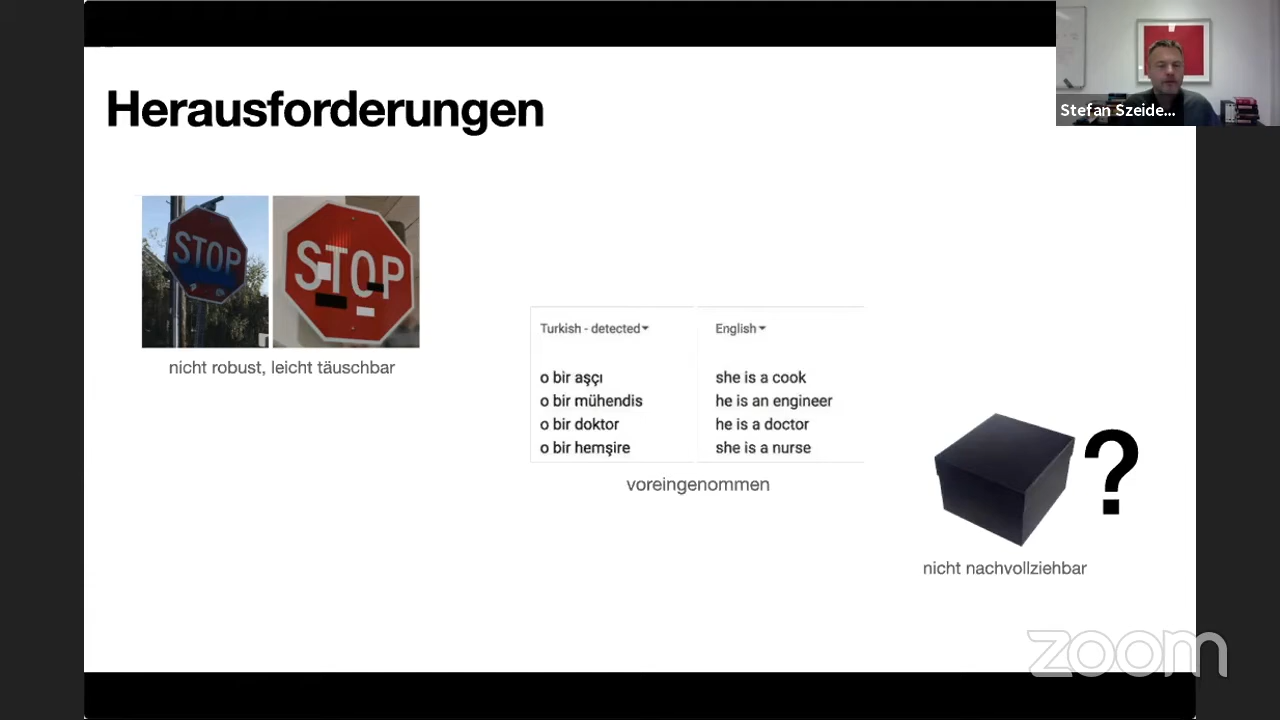 Herausforderungen
Stefan Szeide...
STOP
STOP
nicht robust, leicht täuschbar
Turkish - detected
English
o bir aşçı
she is a cook
o bir mühendis
he is an engineer
o bir doktor
he is a doctor
o bir hemşire
she is a nurse
voreingenommen
?
nicht nachvollziehbar
zoom